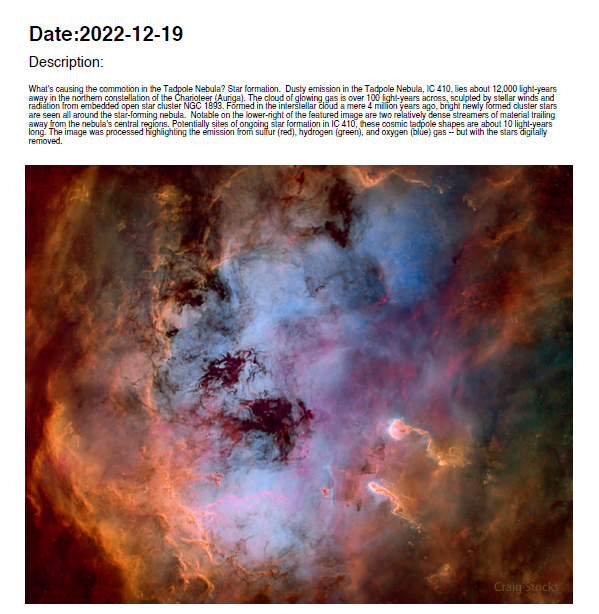 Date:2022-12-19
Description:
What's causing the commotion in the Tadpole Nebula? Star formation. Dusty emission in the Tadpole Nebula, IC 410, lies about 12,000 light-years
away in the northern constellation of the Charioteer (Auriga). The cloud of glowing gas is over 100 light-years across, sculpted by stellar winds and
radiation from embedded open star cluster NGC 1893. Formed in the interstellar cloud a mere 4 million years ago, bright newly formed cluster stars
are seen all around the star-forming nebula. Notable on the lower-right of the featured image are two relatively dense streamers of material trailing
away from the nebula's central regions. Potentially sites of ongoing star formation in IC 410, these cosmic tadpole shapes are about 10 light-years
long. The image was processed highlighting the emission from sulfur (red), hydrogen (green), and oxygen (blue) gas -- but with the stars digitally
removed.
Craig Stocks